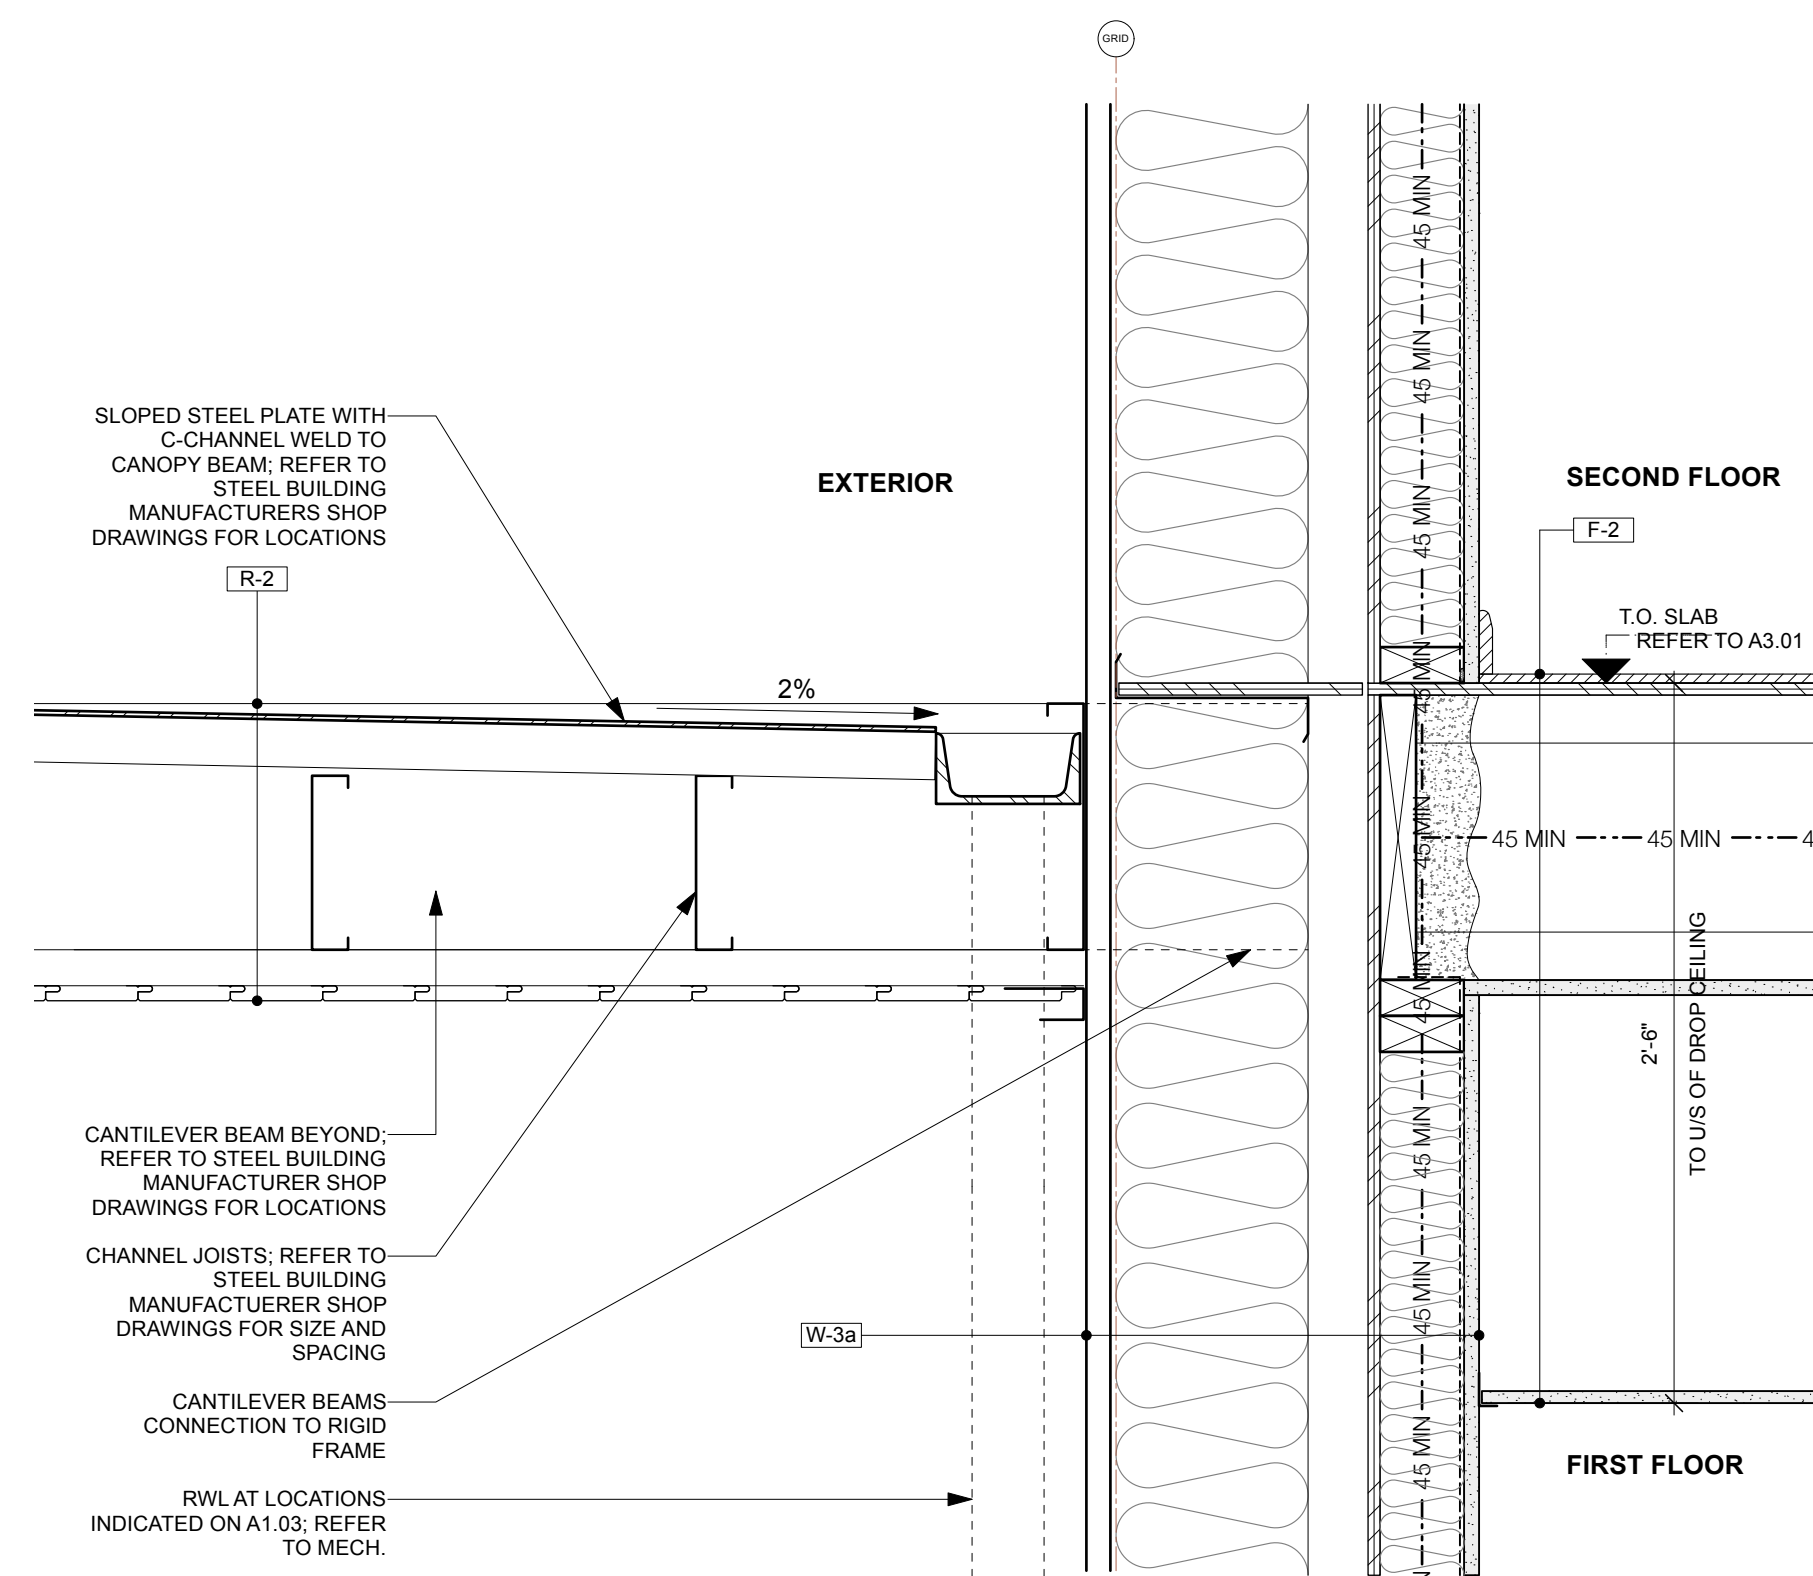 GRID
SLOPED STEEL PLATE WITH
C-CHANNEL WELD TO
CANOPY BEAM; REFER TO
STEEL BUILDING
MANUFACTURERS SHOP
DRAWINGS FOR LOCATIONS
R-2
EXTERIOR
2%
SECOND FLOOR
F-2
T.O. SLAB
REFER TO A3.01
45 MIN
45 MIN
45 MIN
45 MIN
45 MIN
45 MIN
45 MIN
45 MIN
45 MIN
45 MIN
45 MIN
2'-6"
TO U/S OF DROP CEILING
CANTILEVER BEAM BEYOND;
REFER TO STEEL BUILDING
MANUFACTURER SHOP
DRAWINGS FOR LOCATIONS
CHANNEL JOISTS; REFER TO
STEEL BUILDING
MANUFACTUERER SHOP
DRAWINGS FOR SIZE AND
SPACING
W-3a
CANTILEVER BEAMS
CONNECTION TO RIGID
FRAME
RWL AT LOCATIONS
INDICATED ON A1.03; REFER
TO MECH.
FIRST FLOOR